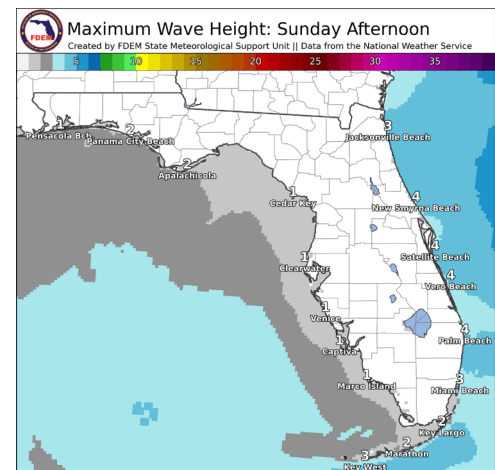 FDEM
Maximum Wave Height: Sunday Afternoon
Created by FDEM State Meteorological Support Unit || Data from the National Weather Service
5 10 15 20 25 30 35
1
Pensacola Bch
2
Panama City Beach
2
Apalachicola
3
Jacksonville Beach
1
Cedar Key
4
New Smyrna Beach
4
Satellite Beach
1
Clearwater
4
Vero Beach
1
Venice
4
Palm Beach
1
Captiva
1
Marco Island
3
Miami Beach
2
Key Largo
2
Marathon
3
Key West